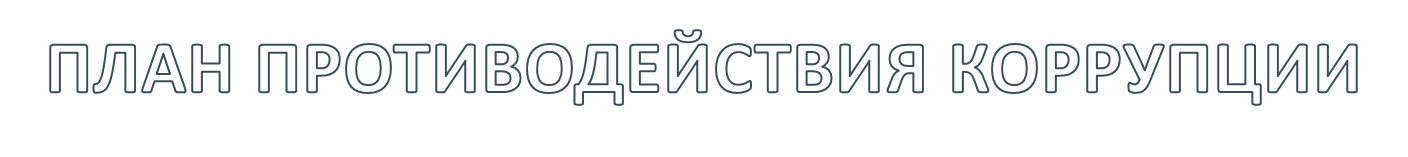 ПЛАН ПРОТИВОДЕЙСТВИЯ КОРРУПЦИИ